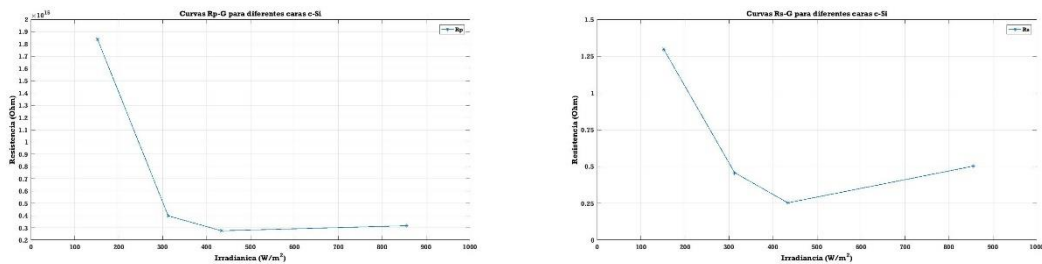 Curvas Rp-G para diferentes caras c-Si
×10¹⁵
2
1.9
1.8
1.7
1.6
1.5
1.4
1.3
1.2
1.1
1
0.9
0.8
0.7
0.6
0.5
0.4
0.3
0.2
Resistencia (Ohm)
0 100 200 300 400 500 600 700 800 900 1000
Irradianica (W/m²)
Rp
Curvas Rs-G para diferentes caras c-Si
1.5
1.25
1
0.75
0.5
0.25
0
Resistencia (Ohm)
0 100 200 300 400 500 600 700 800 900 1000
Irradiancia (W/m²)
Rs